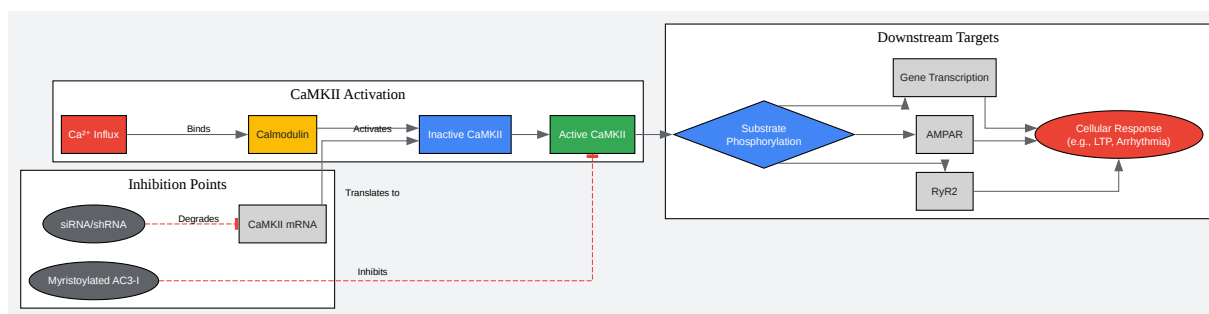 Downstream Targets
Gene Transcription
CaMKII Activation
Ca²⁺ Influx
Binds
Calmodulin
Activates
Inactive CaMKII
Active CaMKII
Substrate
Phosphorylation
AMPAR
Cellular Response
(e.g., LTP, Arrhythmia)
RyR2
Inhibition Points
Translates to
siRNA/shRNA
Degrades
CaMKII mRNA
Myristoylated AC3-I
Inhibits